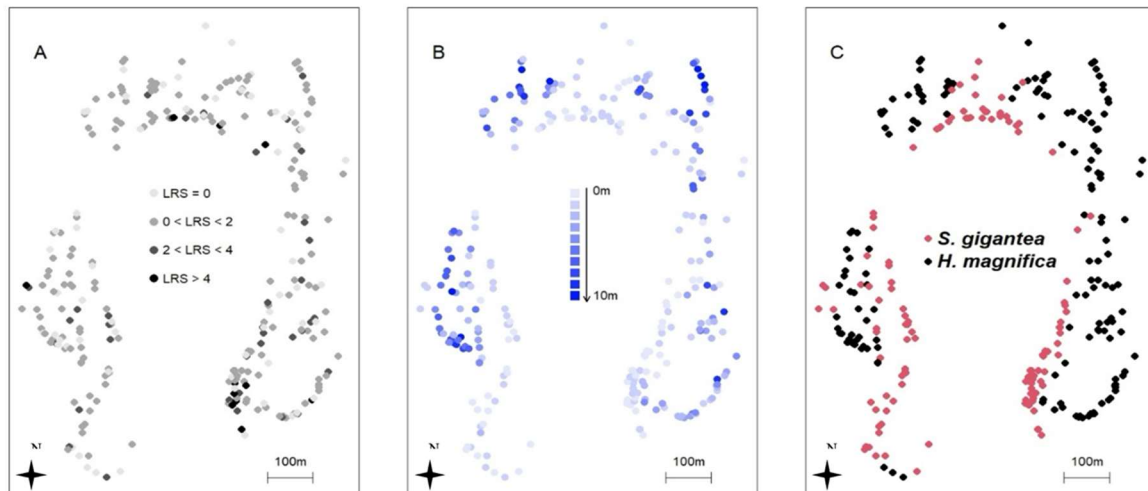 A
LRS = 0
0 < LRS < 2
2 < LRS < 4
LRS > 4
100m
B
0m
10m
100m
C
S. gigantea
H. magnifica
100m